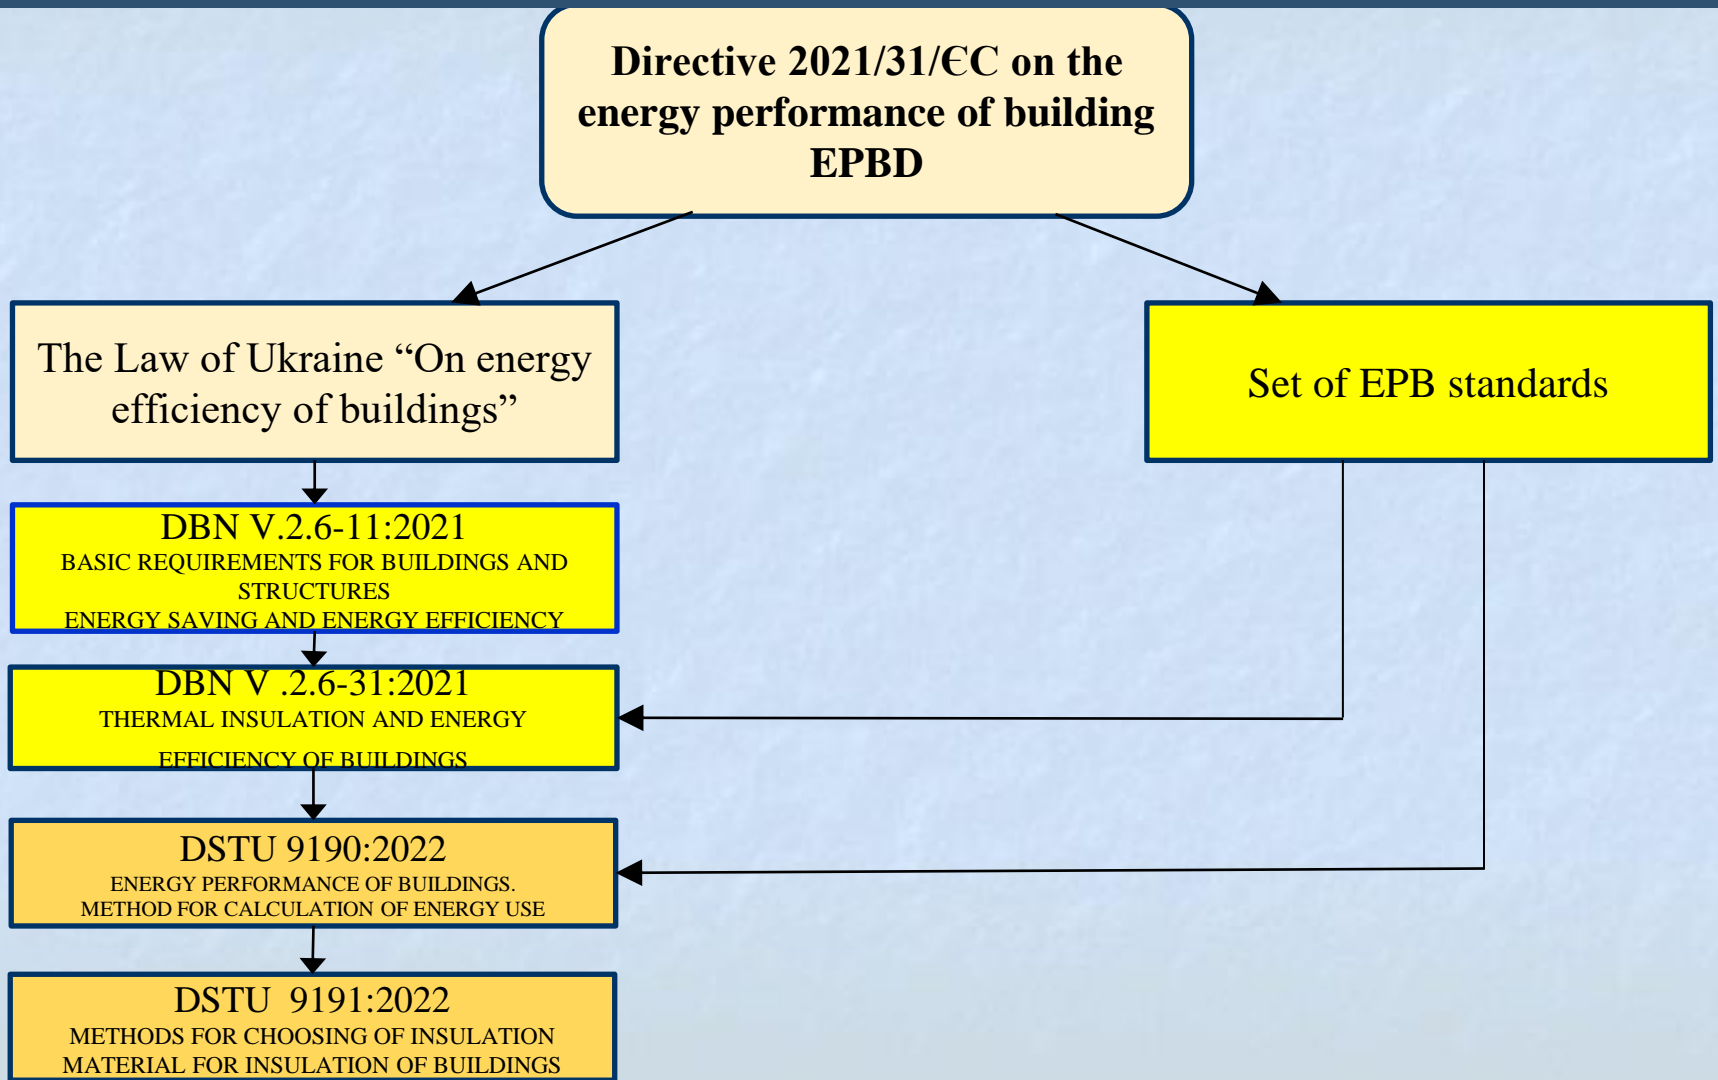 Directive 2021/31/ЄС on the
energy performance of building
EPBD
The Law of Ukraine “On energy
efficiency of buildings”
Set of EPB standards
DBN V.2.6-11:2021
BASIC REQUIREMENTS FOR BUILDINGS AND
STRUCTURES
ENERGY SAVING AND ENERGY EFFICIENCY
DBN V .2.6-31:2021
THERMAL INSULATION AND ENERGY
EFFICIENCY OF BUILDINGS
DSTU 9190:2022
ENERGY PERFORMANCE OF BUILDINGS.
METHOD FOR CALCULATION OF ENERGY USE
DSTU 9191:2022
METHODS FOR CHOOSING OF INSULATION
MATERIAL FOR INSULATION OF BUILDINGS